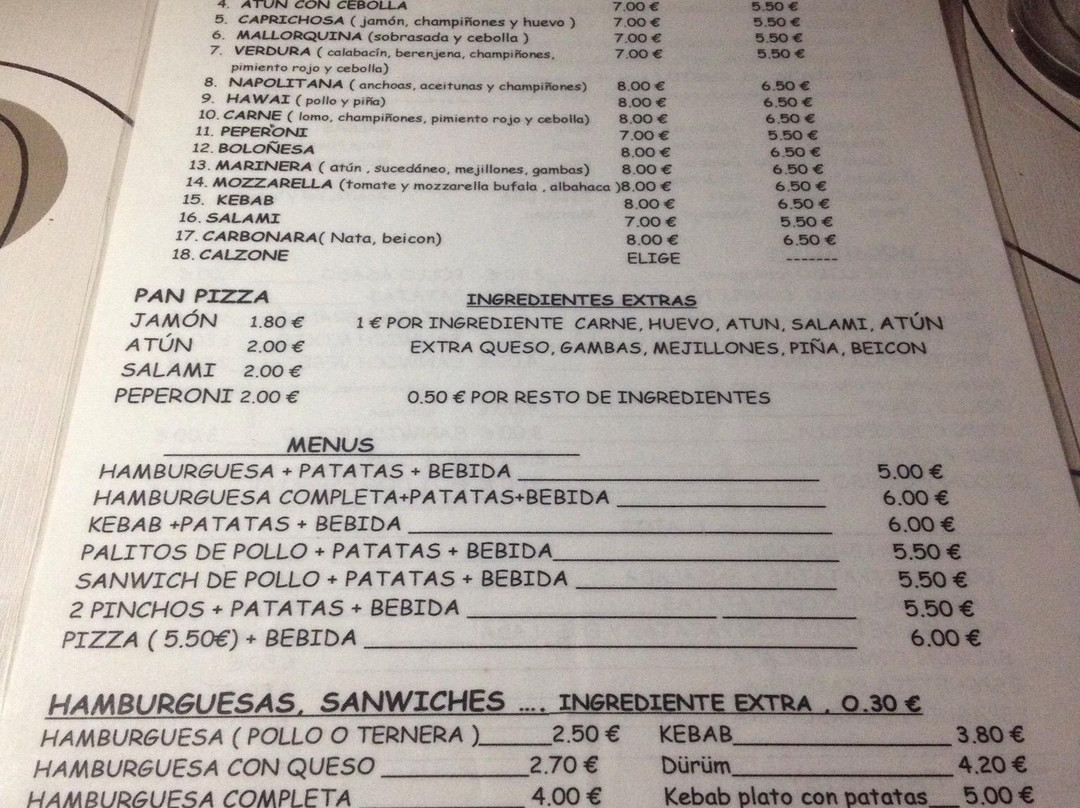 4. ATUN CON CEBOLLA 7.00 € 5.50 €
5. CAPRICHOSA ( jamón, champiñones y huevo ) 7.00 € 5.50 €
6. MALLORQUINA (sobrasada y cebolla ) 7.00 € 5.50 €
7. VERDURA ( calabacín, berenjena, champiñones, 7.00 € 5.50 €
pimiento rojo y cebolla)
8. NAPOLITANA ( anchoas, aceitunas y champiñones) 8.00 € 6.50 €
9. HAWAI ( pollo y piña) 8.00 € 6.50 €
10. CARNE ( lomo, champiñones, pimiento rojo y cebolla) 8.00 € 6.50 €
11. PEPERONI 7.00 € 5.50 €
12. BOLOÑESA 8,00 € 6.50 €
13. MARINERA ( atún , sucedáneo, mejillones, gambas) 8.00 € 6.50 €
14. MOZZARELLA (tomate y mozzarella bufala , albahaca )8.00 € 6.50 €
15. KEBAB 8.00 € 6.50 €
16. SALAMI 7.00 € 5.50 €
17. CARBONARA( Nata, beicon) 8.00 € 6.50 €
18. CALZONE ELIGE -------
PAN PIZZA INGREDIENTES EXTRAS
JAMÓN 1.80 € 1 € POR INGREDIENTE CARNE, HUEVO, ATUN, SALAMI, ATÚN
ATÚN 2.00 € EXTRA QUESO, GAMBAS, MEJILLONES, PIÑA, BEICON
SALAMI 2.00 €
PEPERONI 2.00 € 0.50 € POR RESTO DE INGREDIENTES
MENUS
HAMBURGUESA + PATATAS + BEBIDA 5.00 €
HAMBURGUESA COMPLETA+PATATAS+BEBIDA 6.00 €
KEBAB +PATATAS + BEBIDA 6.00 €
PALITOS DE POLLO + PATATAS + BEBIDA 5.50 €
SANWICH DE POLLO + PATATAS + BEBIDA 5.50 €
2 PINCHOS + PATATAS + BEBIDA 5.50 €
PIZZA ( 5.50€) + BEBIDA 6.00 €
HAMBURGUESAS, SANWICHES .... INGREDIENTE EXTRA , 0.30 €
HAMBURGUESA ( POLLO O TERNERA ) 2.50 € KEBAB 3.80 €
HAMBURGUESA CON QUESO 2.70 € Dürüm 4.20 €
HAMBURGUESA COMPLETA 4.00 € Kebab plato con patatas 5.00 €